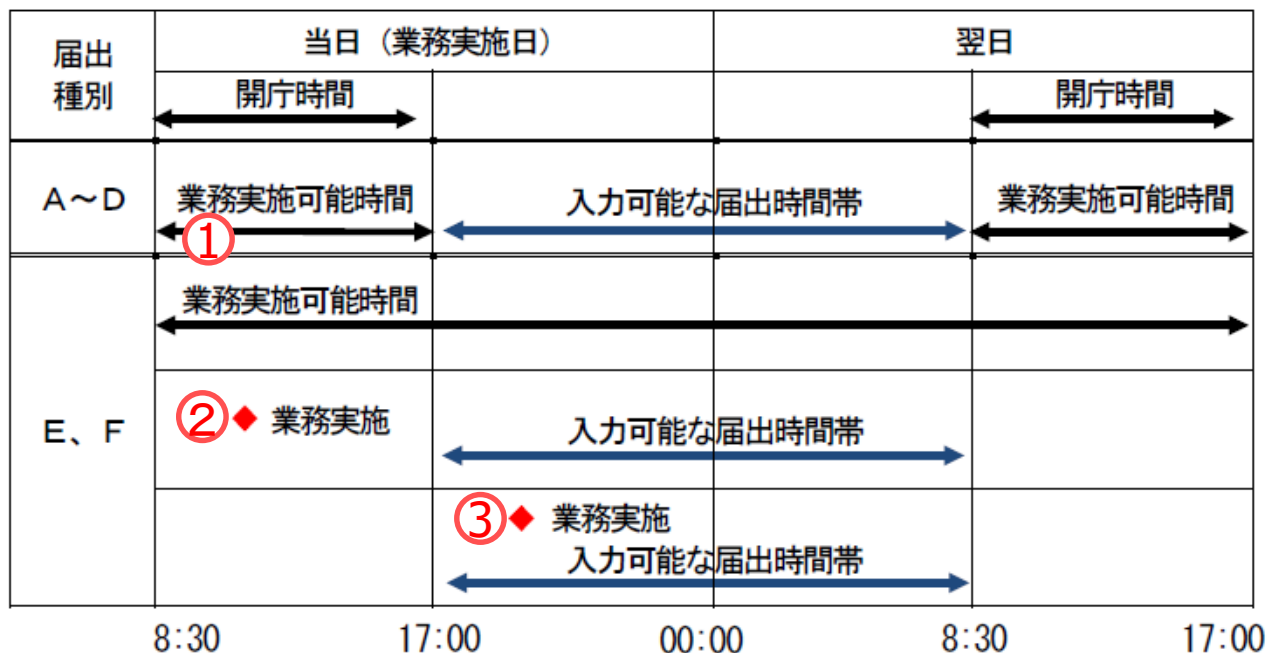 届出
種別
当日（業務実施日）
翌日
開庁時間
開庁時間
A～D
業務実施可能時間
入力可能な届出時間帯
業務実施可能時間
①
E、F
業務実施可能時間
②◆ 業務実施
入力可能な届出時間帯
③◆ 業務実施
入力可能な届出時間帯
8:30 17:00 00:00 8:30 17:00